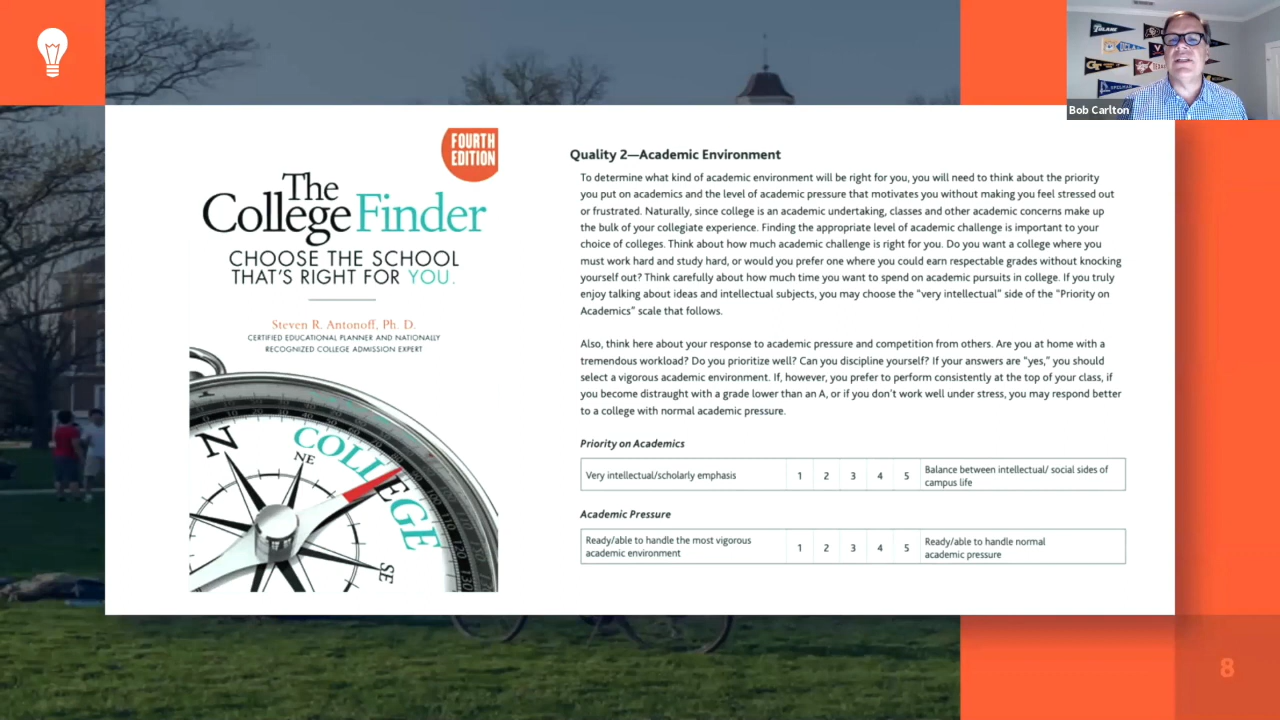 FOURTH
EDITION
The
College Finder
CHOOSE THE SCHOOL
THAT'S RIGHT FOR YOU.
Steven R. Antonoff, Ph. D.
CERTIFIED EDUCATIONAL PLANNER AND NATIONALLY
RECOGNIZED COLLEGE ADMISSION EXPERT
N
NE
COLLEGE
SE
Quality 2—Academic Environment
To determine what kind of academic environment will be right for you, you will need to think about the priority
you put on academics and the level of academic pressure that motivates you without making you feel stressed out
or frustrated. Naturally, since college is an academic undertaking, classes and other academic concerns make up
the bulk of your collegiate experience. Finding the appropriate level of academic challenge is important to your
choice of colleges. Think about how much academic challenge is right for you. Do you want a college where you
must work hard and study hard, or would you prefer one where you could earn respectable grades without knocking
yourself out? Think carefully about how much time you want to spend on academic pursuits in college. If you truly
enjoy talking about ideas and intellectual subjects, you may choose the “very intellectual” side of the “Priority on
Academics” scale that follows.
Also, think here about your response to academic pressure and competition from others. Are you at home with a
tremendous workload? Do you prioritize well? Can you discipline yourself? If your answers are “yes,” you should
select a vigorous academic environment. If, however, you prefer to perform consistently at the top of your class, if
you become distraught with a grade lower than an A, or if you don’t work well under stress, you may respond better
to a college with normal academic pressure.
Priority on Academics
Very intellectual/scholarly emphasis 1 2 3 4 5 Balance between intellectual/ social sides of
campus life
Academic Pressure
Ready/able to handle the most vigorous
academic environment 1 2 3 4 5 Ready/able to handle normal
academic pressure
TULANE
UCLA
V
GT
Bob Carlton
8